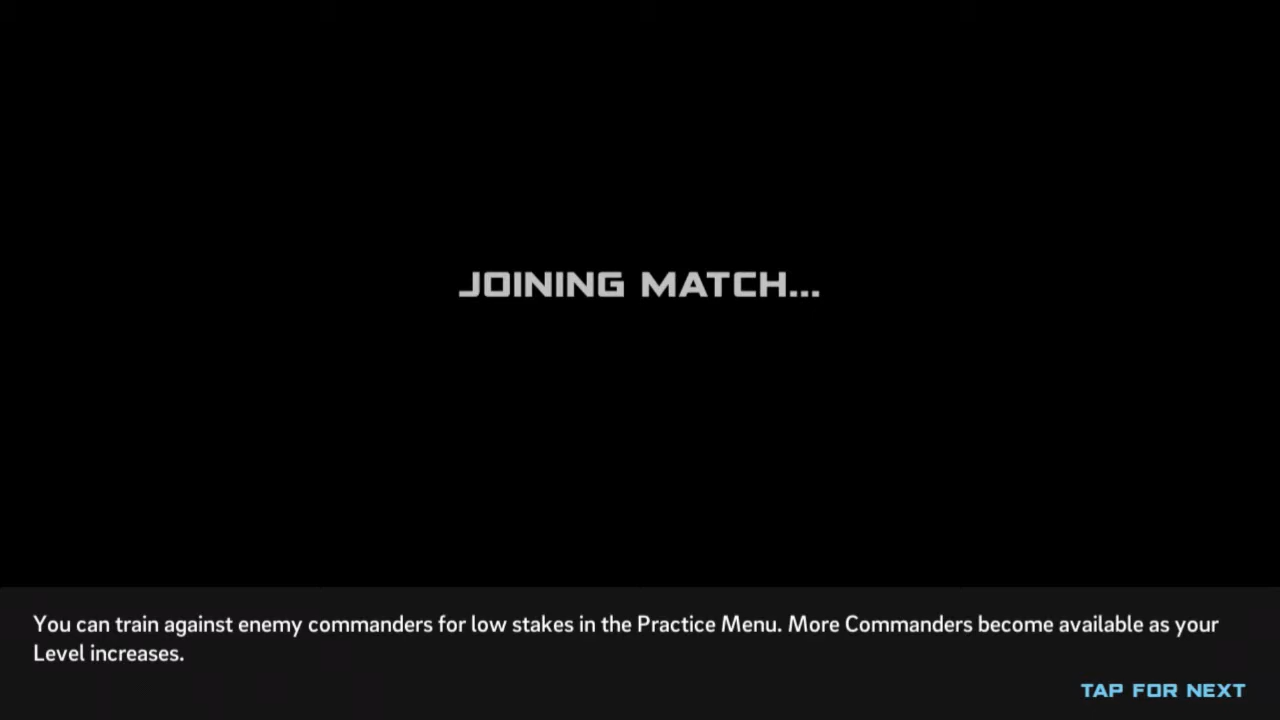 JOINING MATCH...
You can train against enemy commanders for low stakes in the Practice Menu. More Commanders become available as your
Level increases.
TAP FOR NEXT